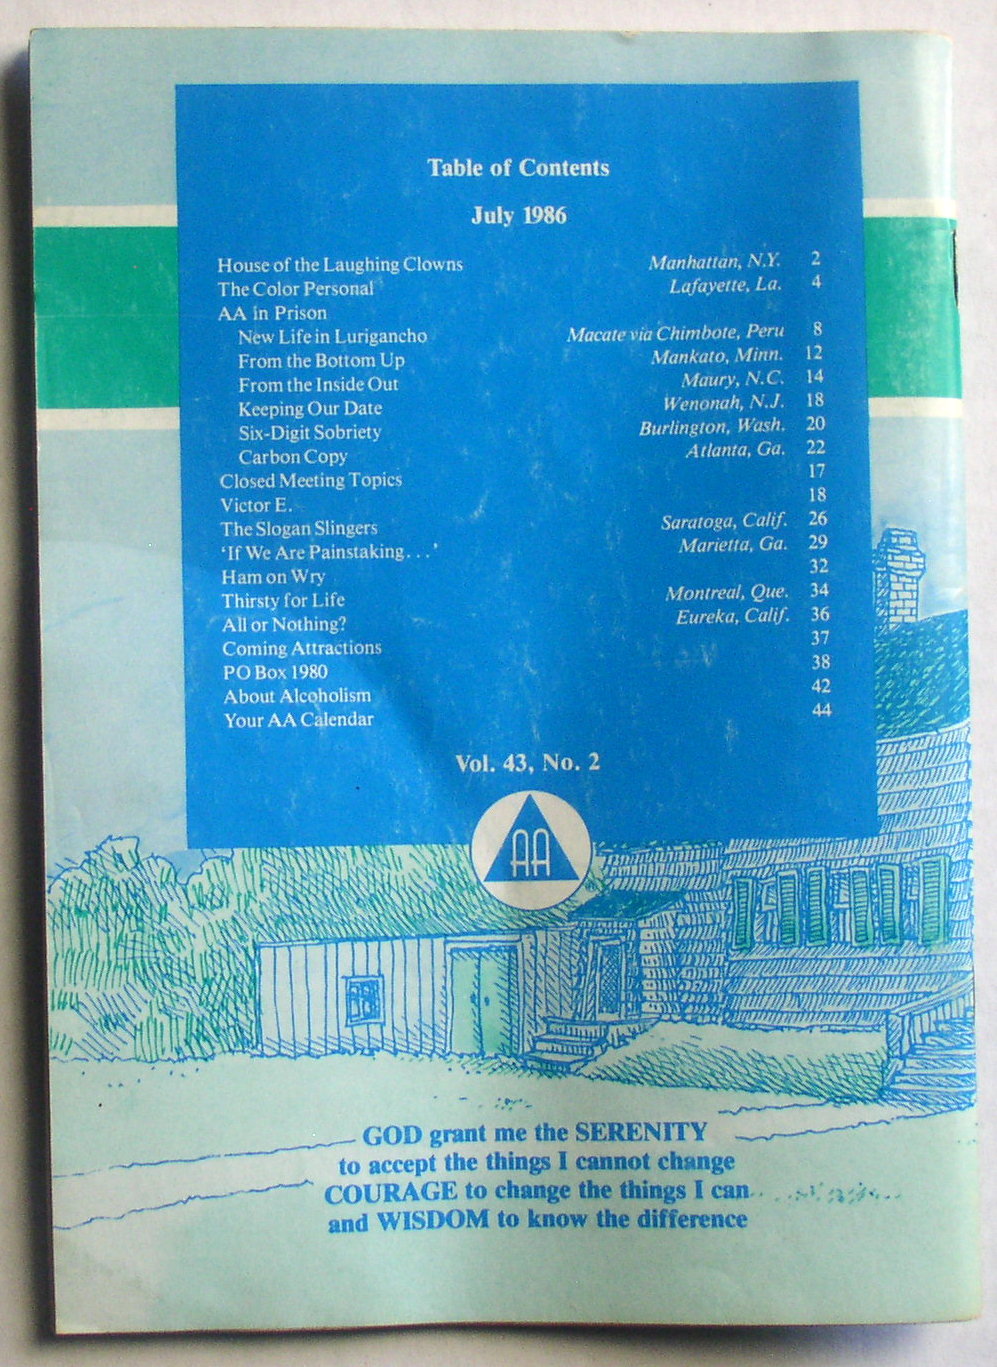 Table of Contents
July 1986
House of the Laughing Clowns Manhattan, N.Y. 2
The Color Personal Lafayette, La. 4
AA in Prison
New Life in Lurigancho Macate via Chimbote, Peru 8
From the Bottom Up Mankato, Minn. 12
From the Inside Out Maury, N.C. 14
Keeping Our Date Wenonah, N.J. 18
Six-Digit Sobriety Burlington, Wash. 20
Carbon Copy Atlanta, Ga. 22
Closed Meeting Topics 17
Victor E. 18
The Slogan Slingers Saratoga, Calif. 26
‘If We Are Painstaking...’ Marietta, Ga. 29
Ham on Wry 32
Thirsty for Life Montreal, Que. 34
All or Nothing? Eureka, Calif. 36
Coming Attractions 37
PO Box 1980 38
About Alcoholism 42
Your AA Calendar 44
Vol. 43, No. 2
AA
GOD grant me the SERENITY
to accept the things I cannot change
COURAGE to change the things I can
and WISDOM to know the difference